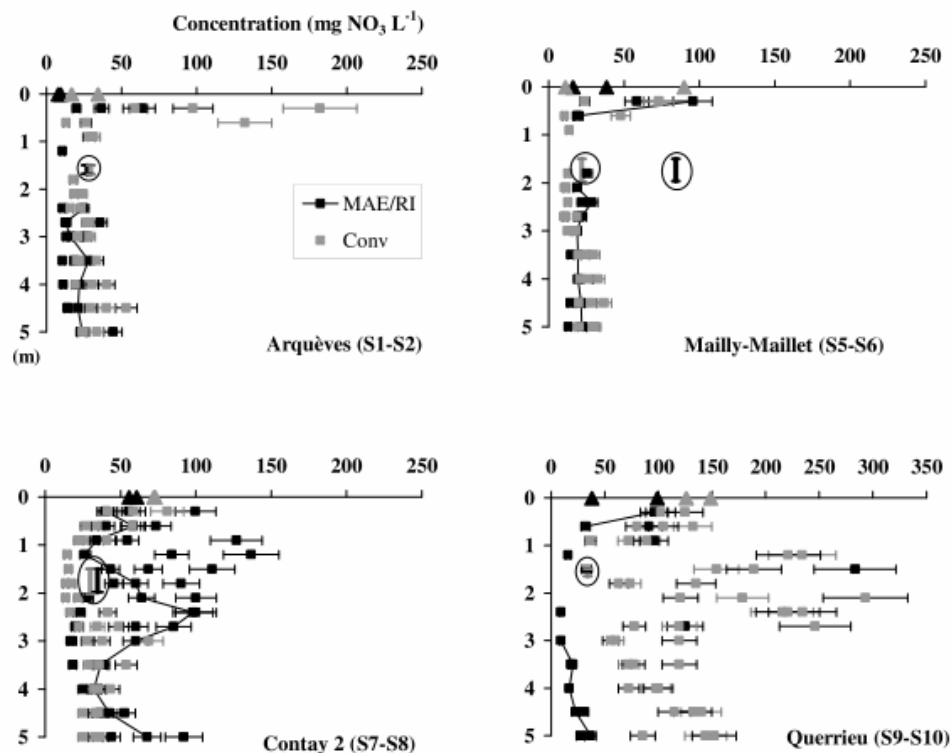 Concentration (mg NO₃ L⁻¹)
0 50 100 150 200 250
0
1
2
3
4
5
(m)
MAE/RI
Conv
Arquèves (S1-S2)
0 50 100 150 200 250
0
1
2
3
4
5
Mailly-Maillet (S5-S6)
0 50 100 150 200 250
0
1
2
3
4
5
Contay 2 (S7-S8)
0 50 100 150 200 250 300 350
0
1
2
3
4
5
Querrieu (S9-S10)